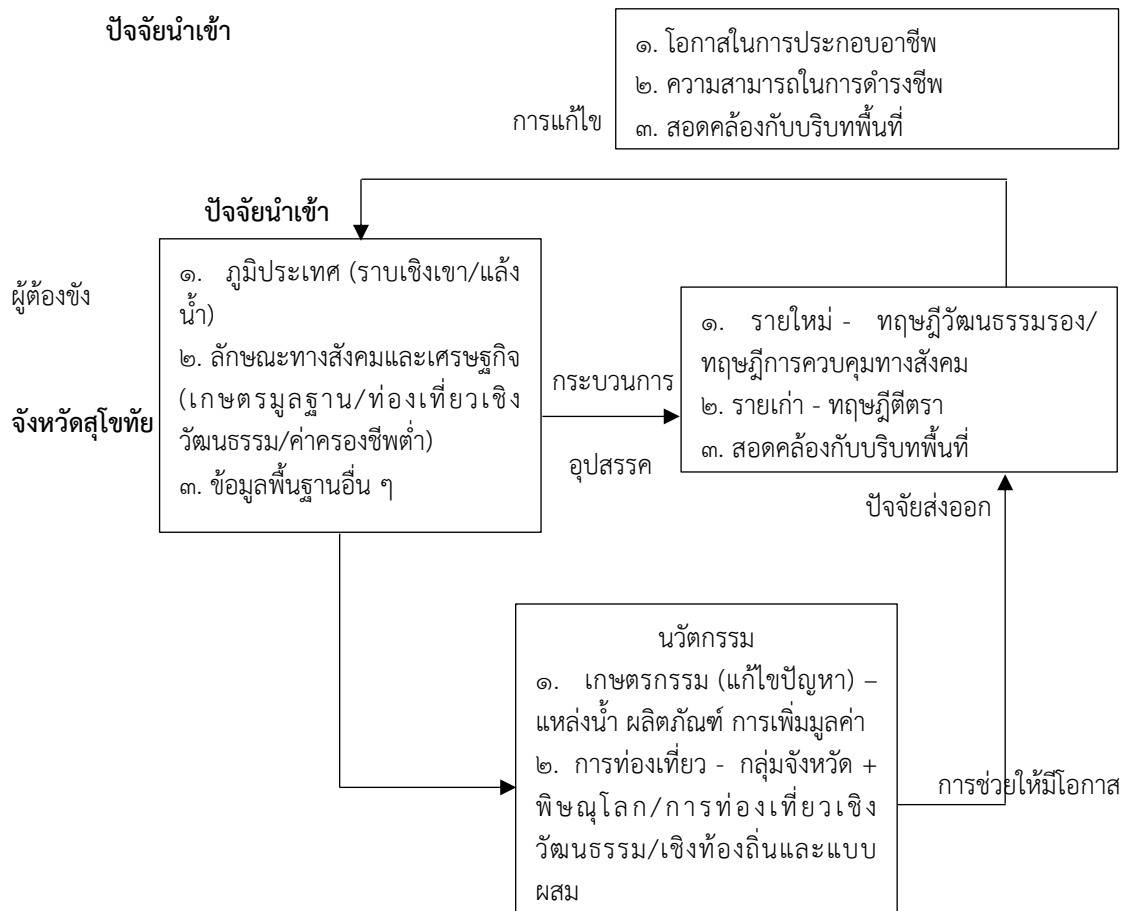 ปัจจัยนำเข้า
๑. โอกาสในการประกอบอาชีพ
๒. ความสามารถในการดำรงชีพ
๓. สอดคล้องกับบริบทพื้นที่
การแก้ไข
ปัจจัยนำเข้า
ผู้ต้องขัง
จังหวัดสุโขทัย
๑. ภูมิประเทศ (ราบเชิงเขา/แล้ง
น้ำ)
๒. ลักษณะทางสังคมและเศรษฐกิจ
(เกษตรมูลฐาน/ท่องเที่ยวเชิง
วัฒนธรรม/ค่าครองชีพต่ำ)
๓. ข้อมูลพื้นฐานอื่น ๆ
กระบวนการ
อุปสรรค
๑. รายใหม่ - ทฤษฎีวัฒนธรรมรอง/
ทฤษฎีการควบคุมทางสังคม
๒. รายเก่า - ทฤษฎีตีตรา
๓. สอดคล้องกับบริบทพื้นที่
ปัจจัยส่งออก
นวัตกรรม
๑. เกษตรกรรม (แก้ไขปัญหา) –
แหล่งน้ำ ผลิตภัณฑ์ การเพิ่มมูลค่า
๒. การท่องเที่ยว - กลุ่มจังหวัด +
พิษณุโลก/การท่องเที่ยวเชิง
วัฒนธรรม/เชิงท้องถิ่นและแบบ
ผสม
การช่วยให้มีโอกาส